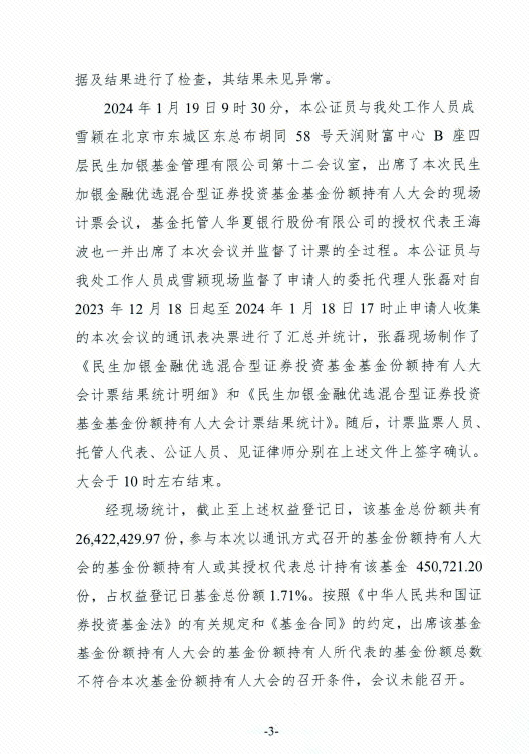 据及结果进行了检查，其结果未见异常。
2024 年 1 月 19 日 9 时 30 分，本公证员与我处工作人员成
雪颖在北京市东城区东总布胡同 58 号天润财富中心 B 座四
层民生加银基金管理有限公司第十二会议室，出席了本次民生
加银金融优选混合型证券投资基金基金份额持有人大会的现场
计票会议，基金托管人华夏银行股份有限公司的授权代表王海
波也一并出席了本次会议并监督了计票的全过程。本公证员与
我处工作人员成雪颖现场监督了申请人的委托代理人张磊对自
2023 年 12 月 18 日起至 2024 年 1 月 18 日 17 时止申请人收集
的本次会议的通讯表决票进行了汇总并统计，张磊现场制作了
《民生加银金融优选混合型证券投资基金基金份额持有人大
会计票结果统计明细》和《民生加银金融优选混合型证券投资
基金基金份额持有人大会计票结果统计》。随后，计票监票人员、
托管人代表、公证人员、见证律师分别在上述文件上签字确认。
大会于 10 时左右结束。
经现场统计，截止至上述权益登记日，该基金总份额共有
26,422,429.97 份，参与本次以通讯方式召开的基金份额持有人大
会的基金份额持有人或其授权代表总计持有该基金 450,721.20
份，占权益登记日基金总份额 1.71%。按照《中华人民共和国证
券投资基金法》的有关规定和《基金合同》的约定，出席该基金
基金份额持有人大会的基金份额持有人所代表的基金份额总数
不符合本次基金份额持有人大会的召开条件，会议未能召开。
-3-